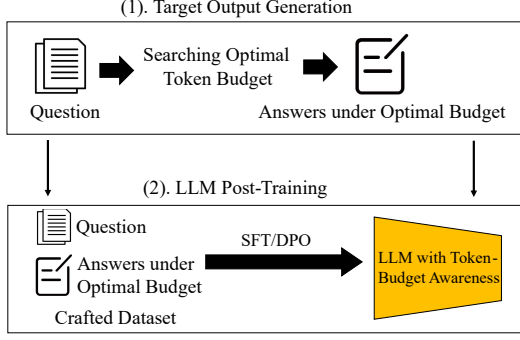 (1). Target Output Generation
Searching Optimal
Token Budget
Question
Answers under Optimal Budget
(2). LLM Post-Training
Question
Answers under
Optimal Budget
Crafted Dataset
SFT/DPO
LLM with Token-
Budget Awareness